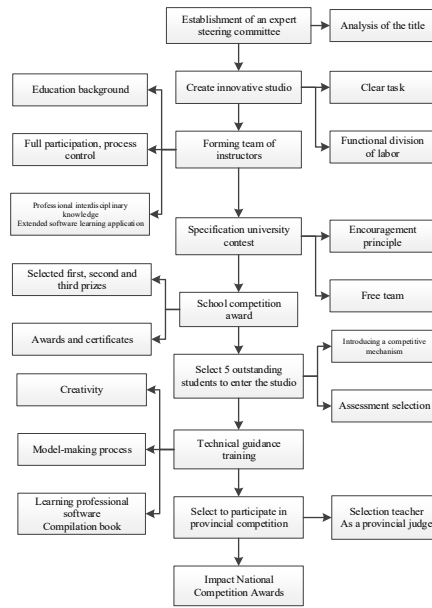 Establishment of an expert
steering committee
Analysis of the title
Education background
Create innovative studio
Clear task
Full participation, process
control
Forming team of
instructors
Functional division
of labor
Professional interdisciplinary
knowledge
Extended software learning application
Specification university
contest
Encouragement
principle
Selected first, second and
third prizes
School competition
award
Free team
Awards and certificates
Select 5 outstanding
students to enter the studio
Introducing a competitive
mechanism
Creativity
Assessment selection
Model-making process
Technical guidance
training
Learning professional
software
Compilation book
Select to participate in
provincial competition
Selection teacher
As a provincial judge
Impact National
Competition Awards